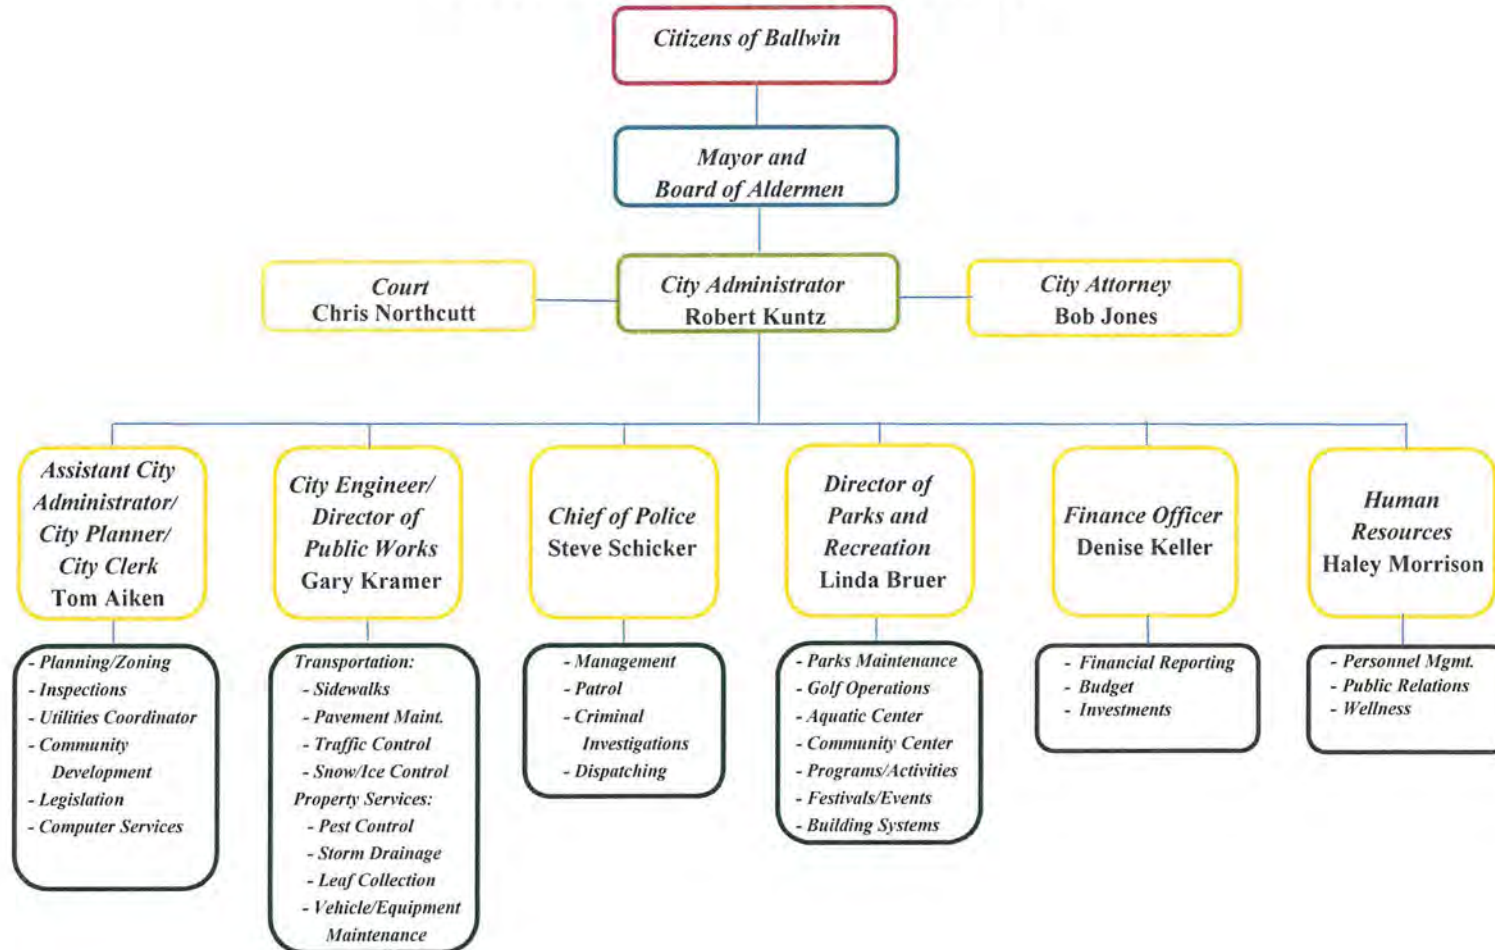 Citizens of Ballwin
Mayor and
Board of Aldermen
Court
Chris Northcutt
City Administrator
Robert Kuntz
City Attorney
Bob Jones
Assistant City
Administrator/
City Planner/
City Clerk
Tom Aiken
City Engineer/
Director of
Public Works
Gary Kramer
Chief of Police
Steve Schicker
Director of
Parks and
Recreation
Linda Bruer
Finance Officer
Denise Keller
Human
Resources
Haley Morrison
- Planning/Zoning
- Inspections
- Utilities Coordinator
- Community
Development
- Legislation
- Computer Services
Transportation:
- Sidewalks
- Pavement Maint.
- Traffic Control
- Snow/Ice Control
Property Services:
- Pest Control
- Storm Drainage
- Leaf Collection
- Vehicle/Equipment
Maintenance
- Management
- Patrol
- Criminal
Investigations
- Dispatching
- Parks Maintenance
- Golf Operations
- Aquatic Center
- Community Center
- Programs/Activities
- Festivals/Events
- Building Systems
- Financial Reporting
- Budget
- Investments
- Personnel Mgmt.
- Public Relations
- Wellness